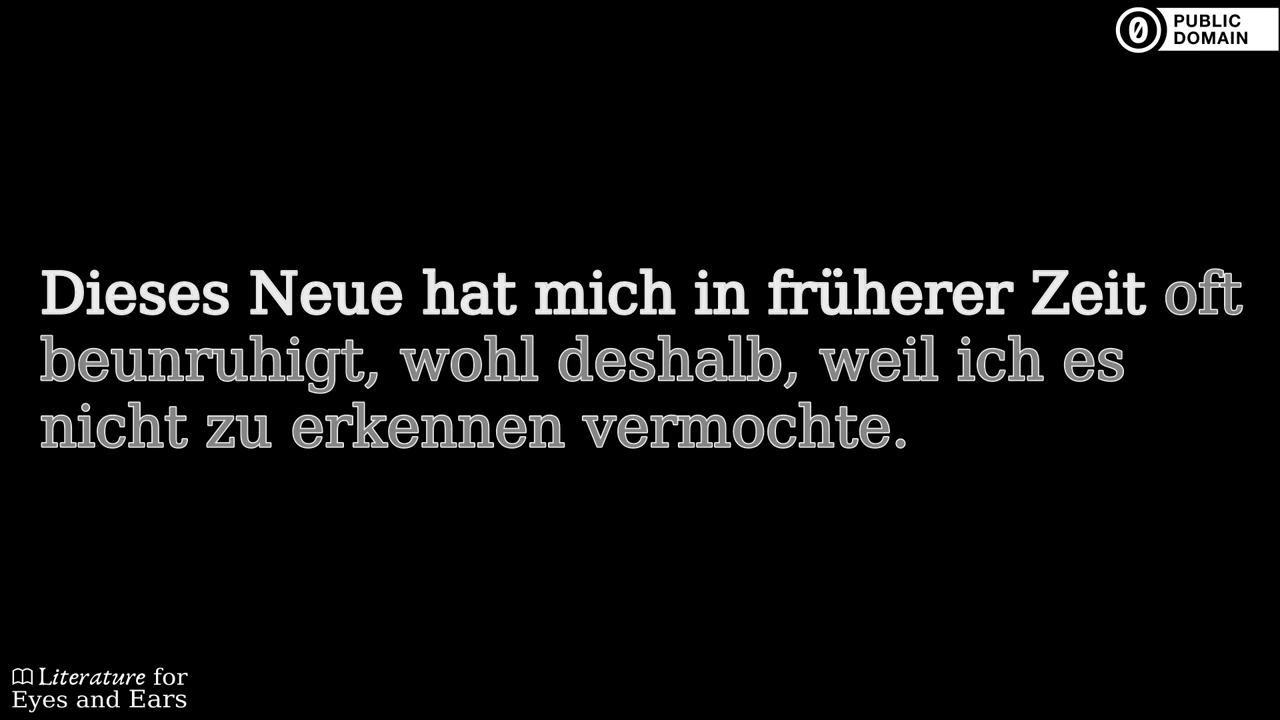 PUBLIC
DOMAIN
Dieses Neue hat mich in früherer Zeit oft
beunruhigt, wohl deshalb, weil ich es
nicht zu erkennen vermochte.
Literature for
Eyes and Ears